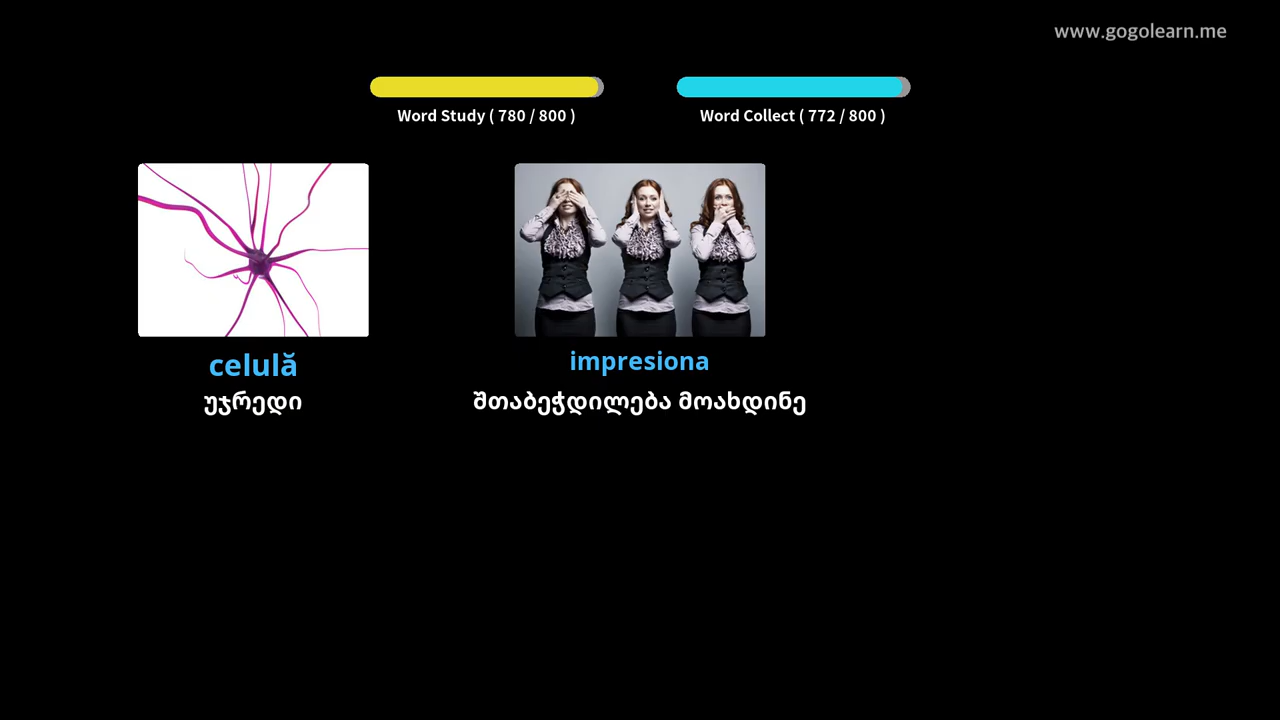 www.gogolearn.me
Word Study ( 780 / 800 )
Word Collect ( 772 / 800 )
celulă
უჯრედი
impresiona
შთაბეჭდილება მოახდინე